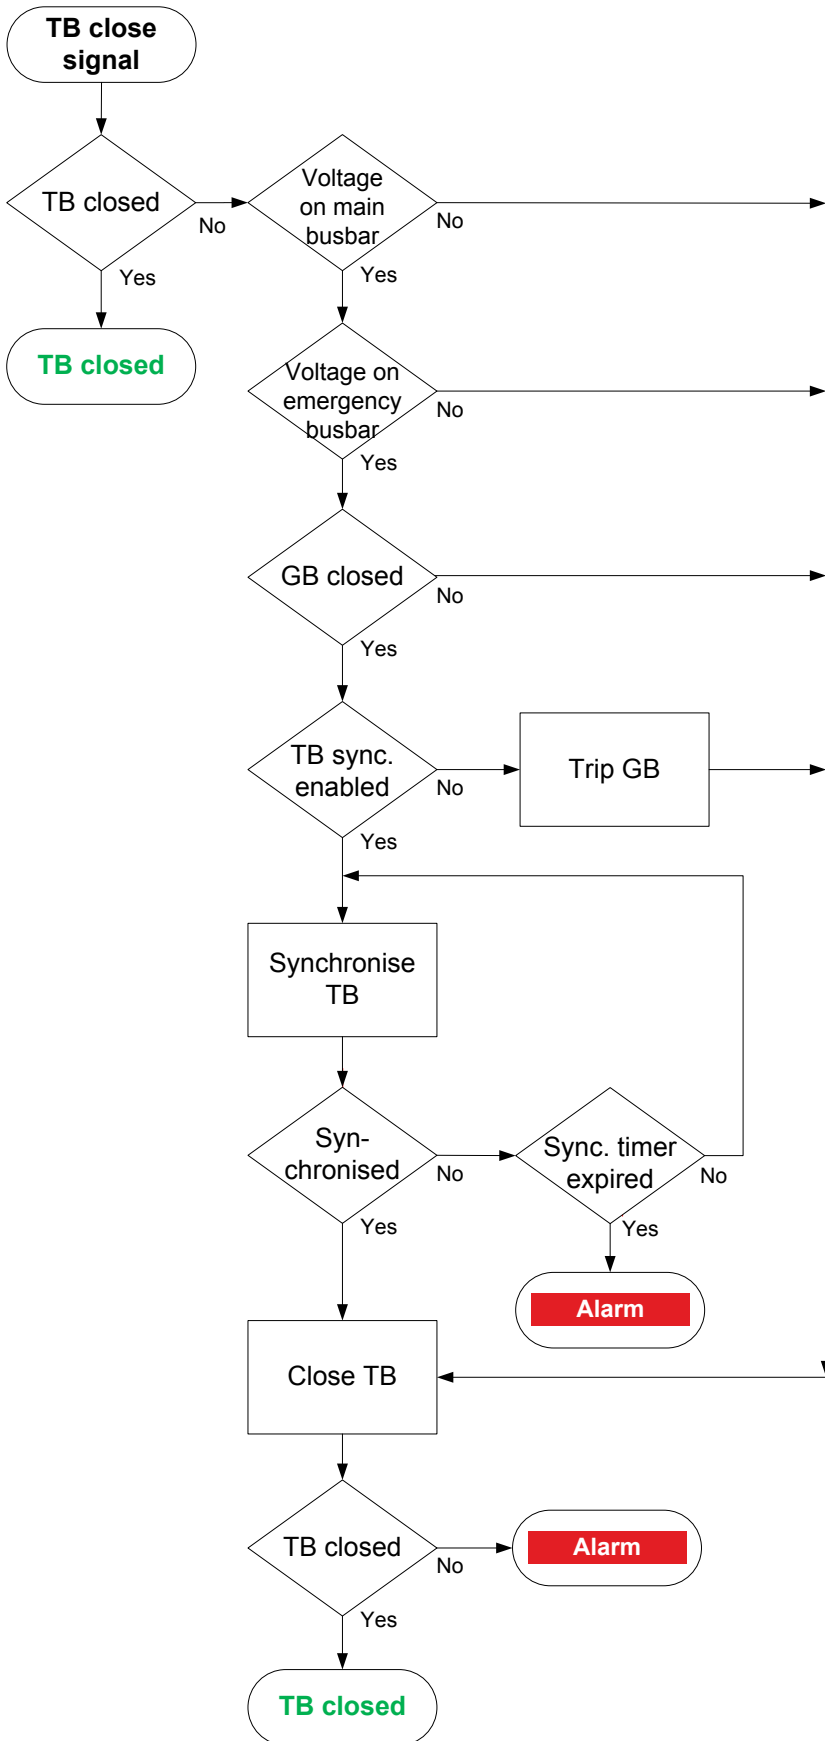 TB close
signal
TB closed
No
Yes
TB closed
Voltage
on main
busbar
No
Yes
Voltage on
emergency
busbar
No
Yes
GB closed
No
Yes
TB sync.
enabled
No
Trip GB
Yes
Synchronise
TB
Syn-
chronised
No
Sync. timer
expired
No
Yes
Yes
Alarm
Close TB
TB closed
No
Alarm
Yes
TB closed